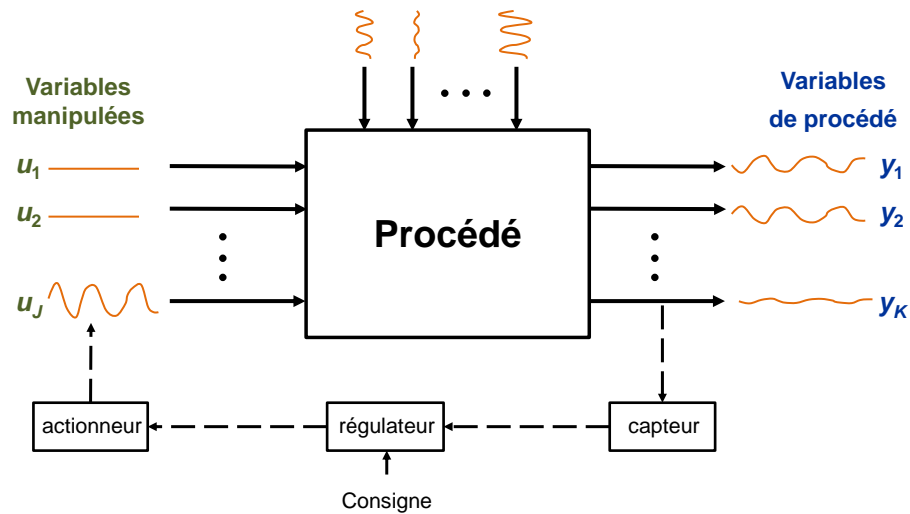 Variables
manipulées
Variables
de procédé
u1
u2
uJ
Procédé
y1
y2
yK
actionneur
régulateur
capteur
Consigne